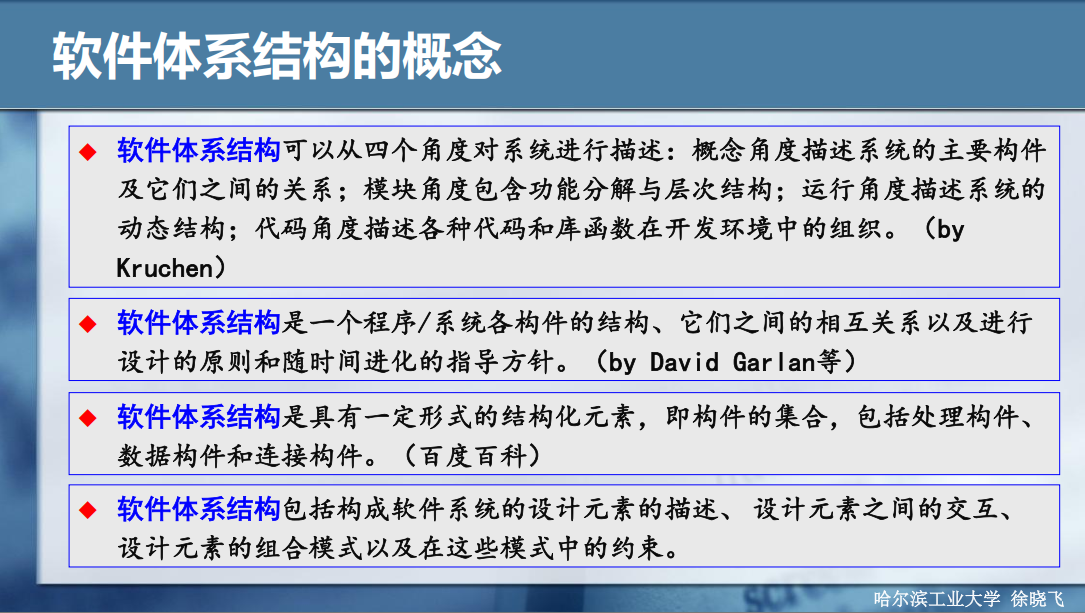 软件体系结构的概念
软件体系结构可以从四个角度对系统进行描述：概念角度描述系统的主要构件
及它们之间的关系；模块角度包含功能分解与层次结构；运行角度描述系统的
动态结构；代码角度描述各种代码和库函数在开发环境中的组织。（by
Kruchen）
软件体系结构是一个程序/系统各构件的结构、它们之间的相互关系以及进行
设计的原则和随时间进化的指导方针。（by David Garlan等）
软件体系结构是具有一定形式的结构化元素，即构件的集合，包括处理构件、
数据构件和连接构件。（百度百科）
软件体系结构包括构成软件系统的设计元素的描述、 设计元素之间的交互、
设计元素的组合模式以及在这些模式中的约束。
哈尔滨工业大学 徐晓飞